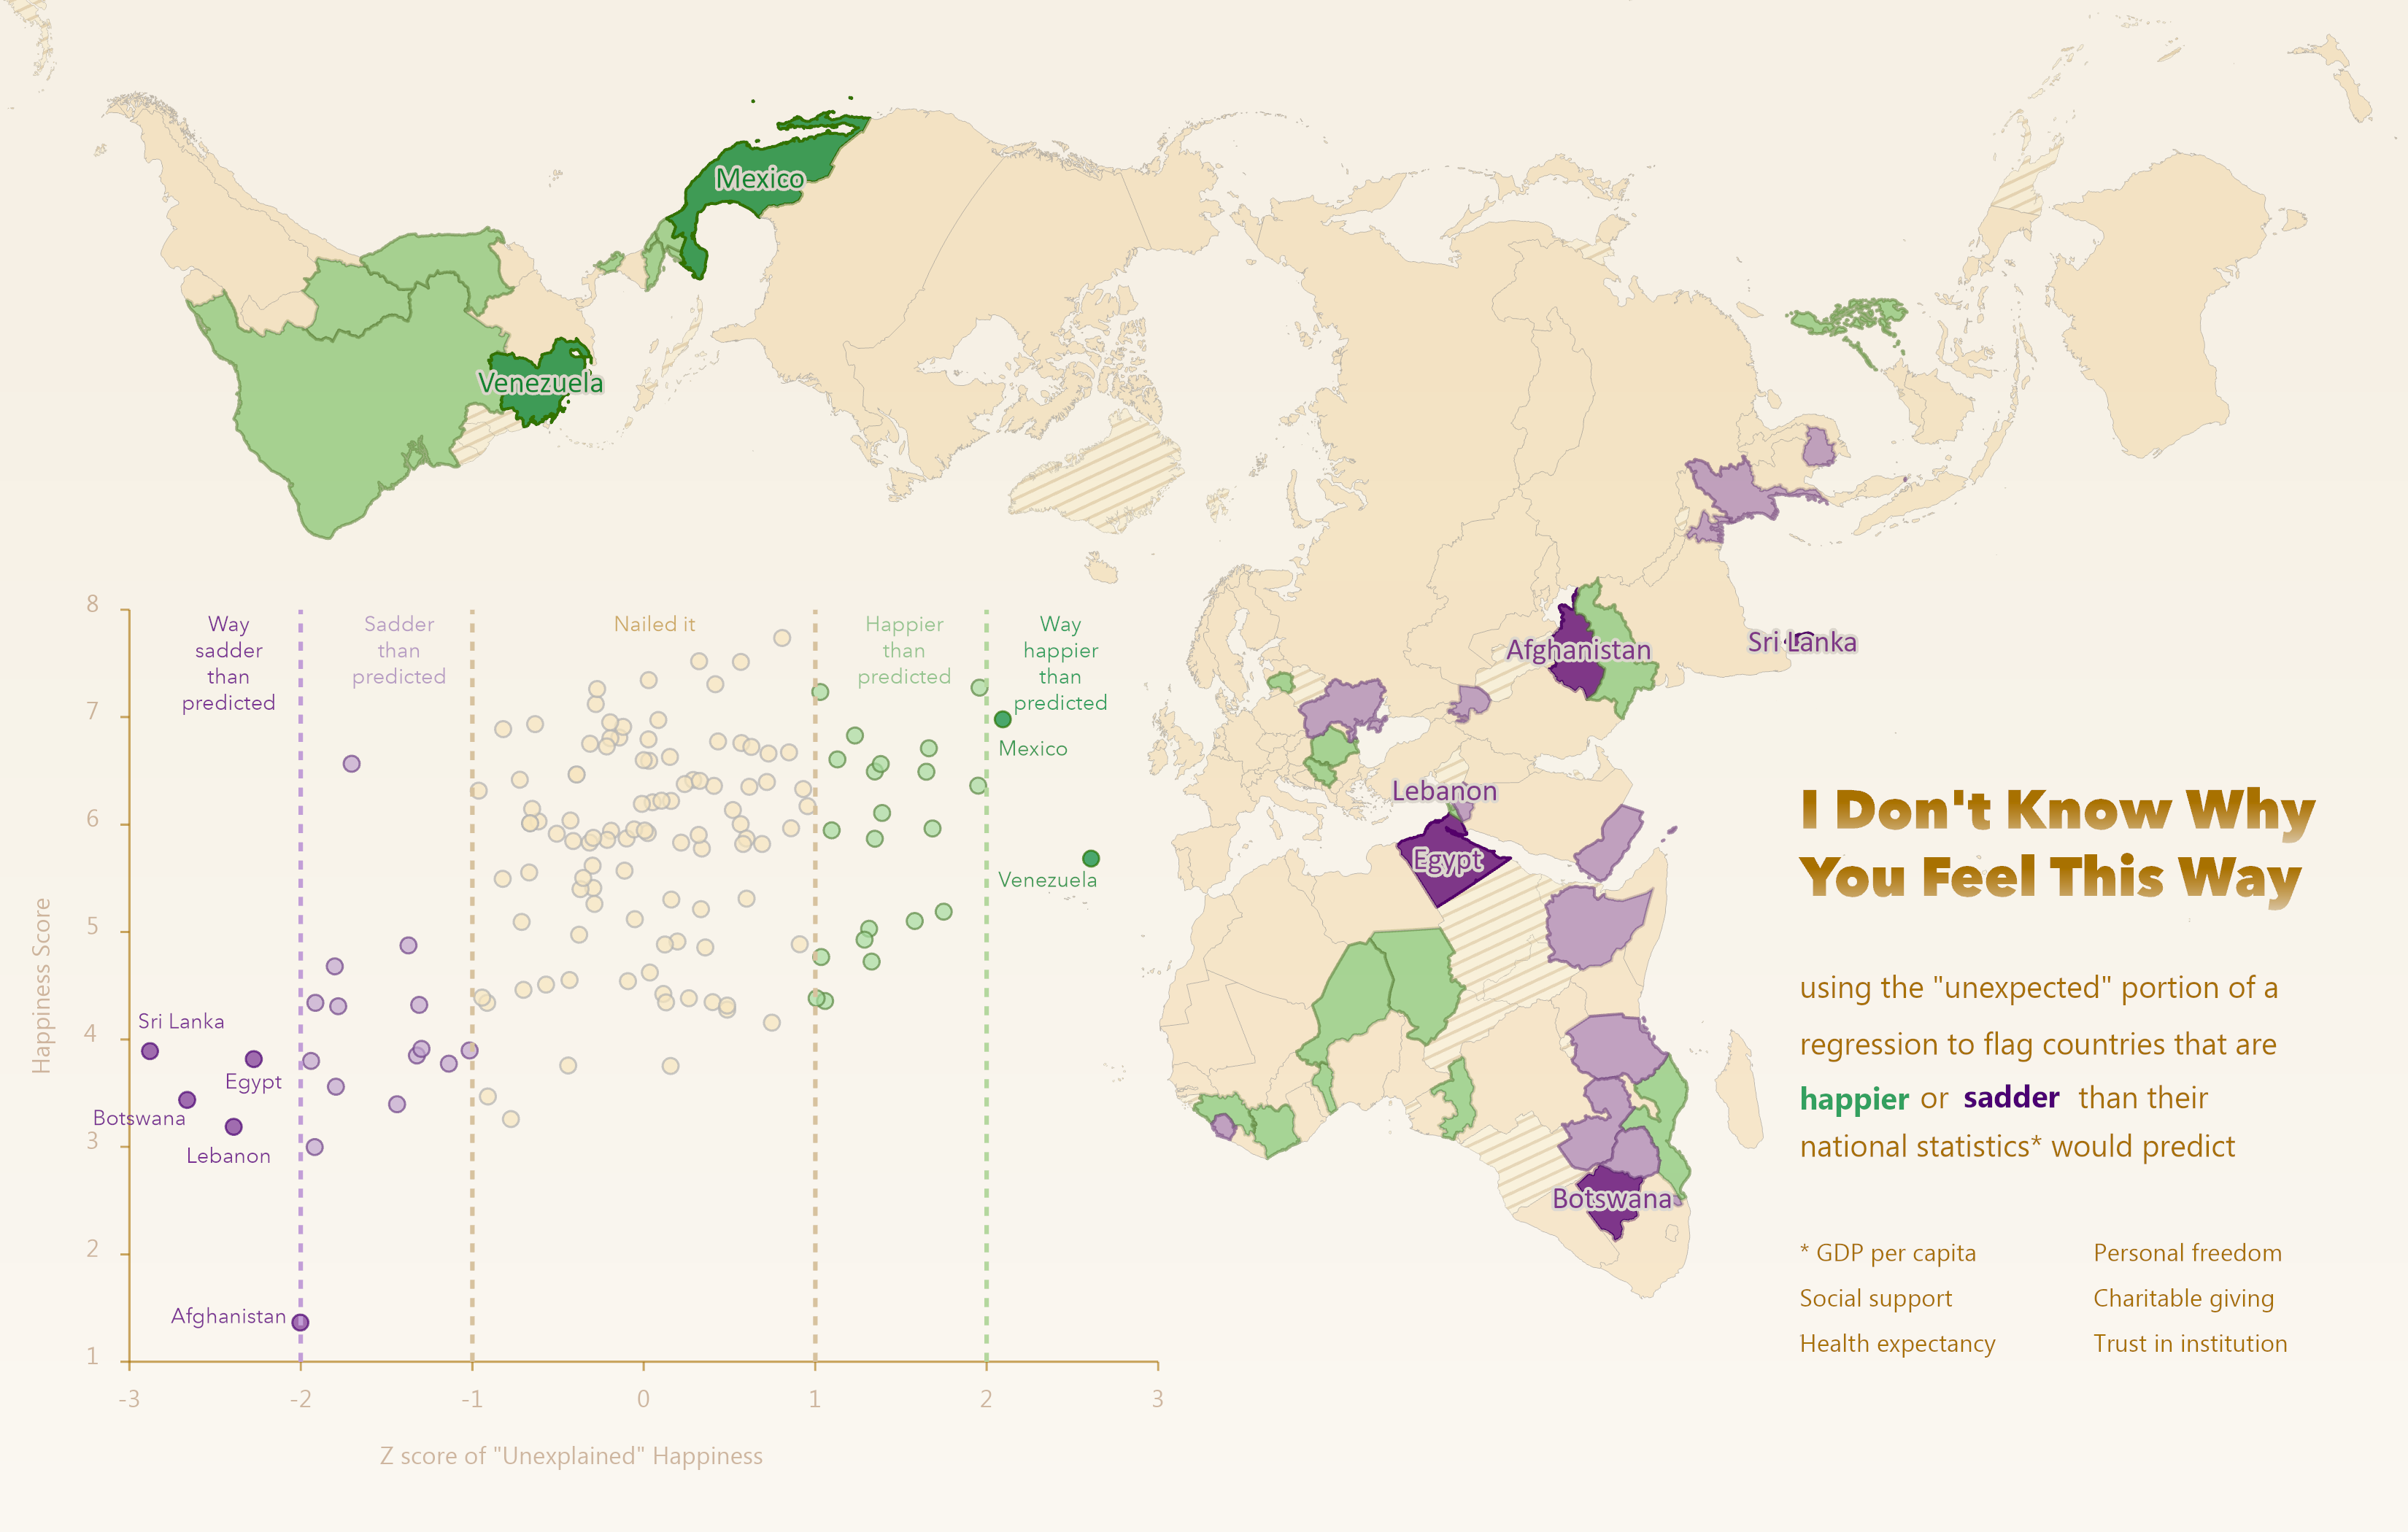 Mexico
Venezuela
Afghanistan
Sri Lanka
Lebanon
Egypt
Botswana
I Don't Know Why
You Feel This Way
using the "unexpected" portion of a
regression to flag countries that are
happier or sadder than their
national statistics* would predict
* GDP per capita
Personal freedom
Social support
Charitable giving
Health expectancy
Trust in institution
Way
sadder
than
predicted
Sadder
than
predicted
Nailed it
Happier
than
predicted
Way
happier
than
predicted
Happiness Score
8
7
6
5
4
3
2
1
Mexico
Venezuela
Sri Lanka
Egypt
Botswana
Lebanon
Afghanistan
-3 -2 -1 0 1 2 3
Z score of "Unexplained" Happiness